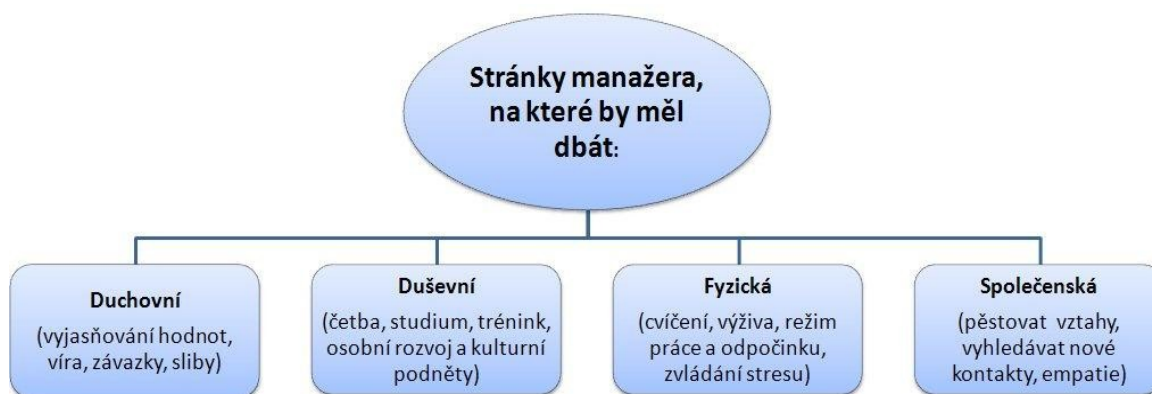 Stránky manažera,
na které by měl
dbát:
Duchovní
(vyjasňování hodnot,
víra, závazky, sliby)
Duševní
(četba, studium, trénink,
osobní rozvoj a kulturní
podněty)
Fyzická
(cvičení, výživa, režim
práce a odpočinku,
zvládání stresu)
Společenská
(pěstovat vztahy,
vyhledávat nové
kontakty, empatie)